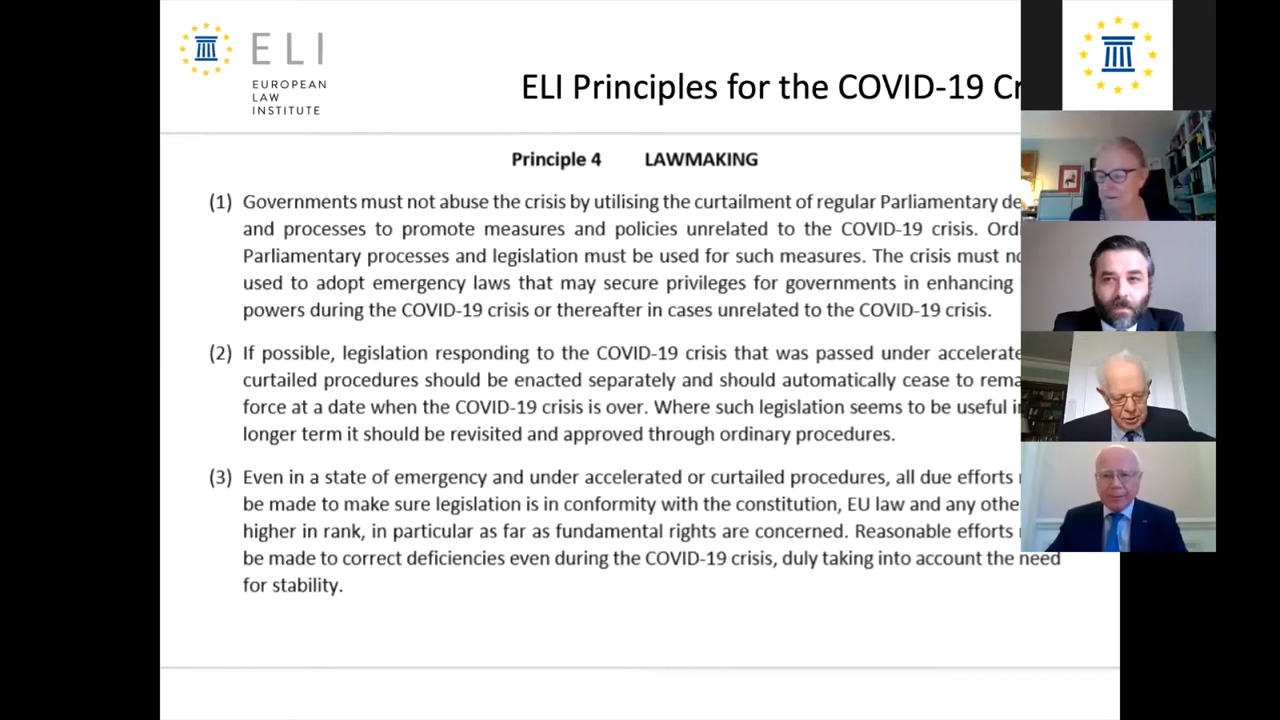 ELI
EUROPEAN
LAW
INSTITUTE
ELI Principles for the COVID-19 Cr
Principle 4 LAWMAKING
(1) Governments must not abuse the crisis by utilising the curtailment of regular Parliamentary de
and processes to promote measures and policies unrelated to the COVID-19 crisis. Ord
Parliamentary processes and legislation must be used for such measures. The crisis must no
used to adopt emergency laws that may secure privileges for governments in enhancing
powers during the COVID-19 crisis or thereafter in cases unrelated to the COVID-19 crisis.
(2) If possible, legislation responding to the COVID-19 crisis that was passed under accelerate
curtailed procedures should be enacted separately and should automatically cease to rema
force at a date when the COVID-19 crisis is over. Where such legislation seems to be useful in
longer term it should be revisited and approved through ordinary procedures.
(3) Even in a state of emergency and under accelerated or curtailed procedures, all due efforts
be made to make sure legislation is in conformity with the constitution, EU law and any othe
higher in rank, in particular as far as fundamental rights are concerned. Reasonable efforts
be made to correct deficiencies even during the COVID-19 crisis, duly taking into account the need
for stability.